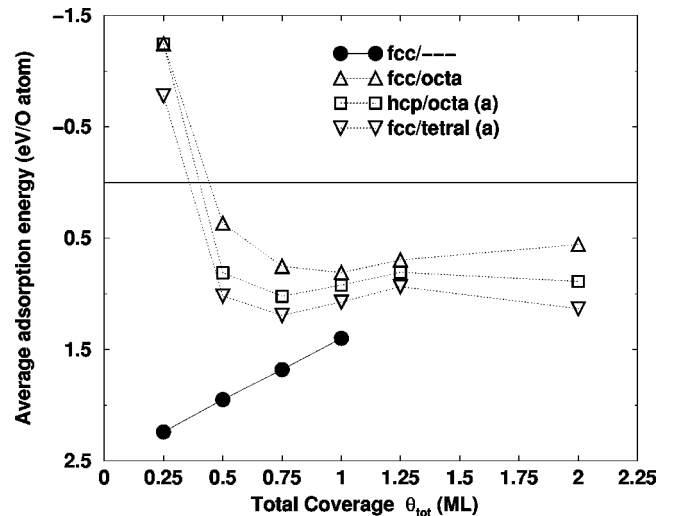 −1.5
−0.5
0.5
1.5
2.5
Average adsorption energy (eV/O atom)
fcc/---
fcc/octa
hcp/octa (a)
fcc/tetral (a)
0 0.25 0.5 0.75 1 1.25 1.5 1.75 2 2.25
Total Coverage θtot (ML)